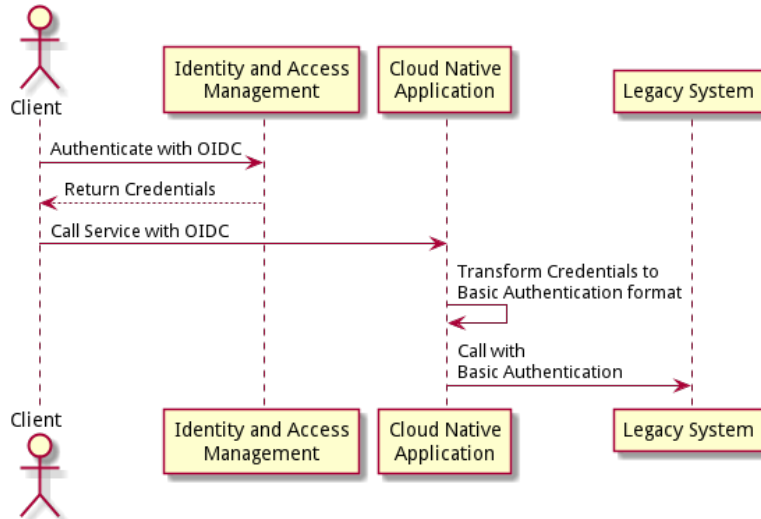 Client
Identity and Access
Management
Cloud Native
Application
Legacy System
Authenticate with OIDC
Return Credentials
Call Service with OIDC
Transform Credentials to
Basic Authentication format
Call with
Basic Authentication
Client
Identity and Access
Management
Cloud Native
Application
Legacy System